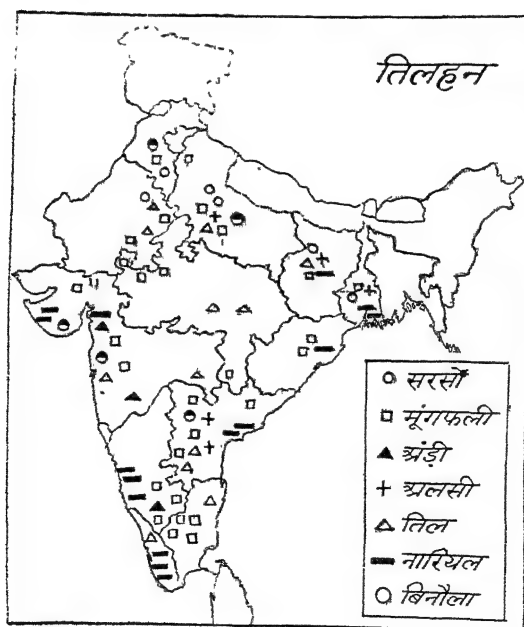 तिलहन
सरसों
मूंगफली
अंड़ी
अलसी
तिल
नारियल
बिनौला